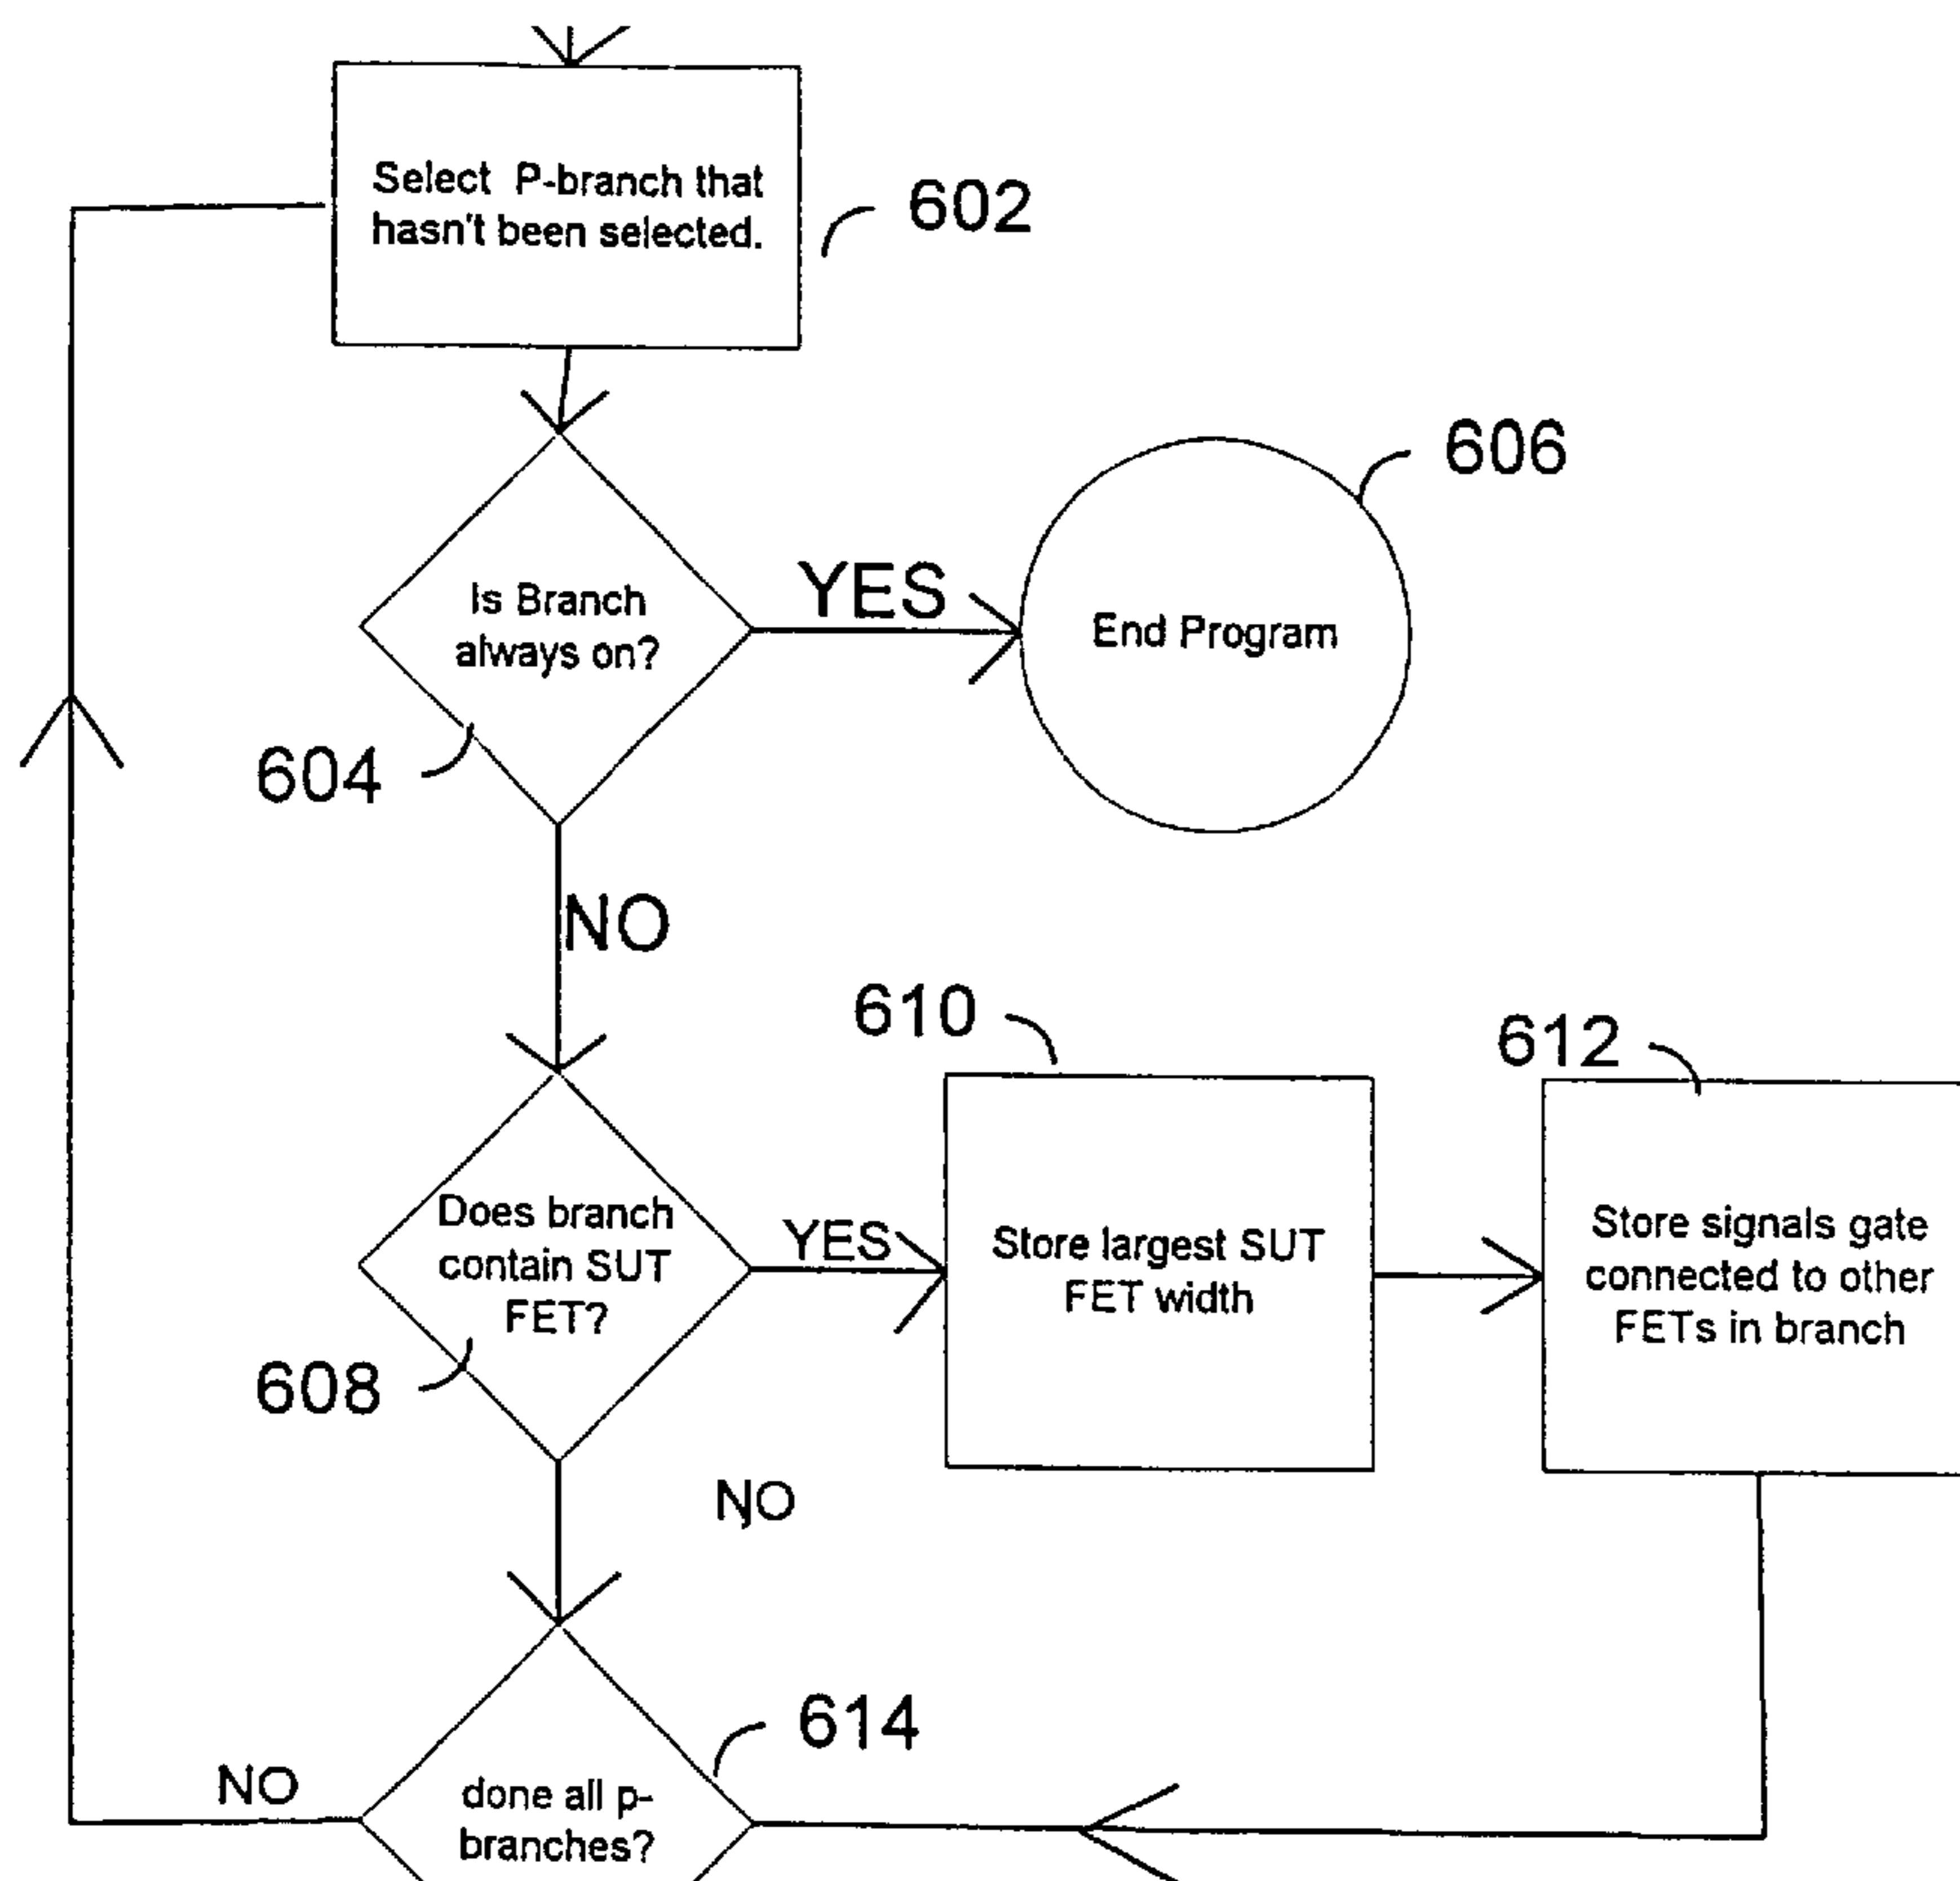 Select P-branch that
hasn't been selected.
602
Is Branch
always on?
604
YES
End Program
606
NO
Does branch
contain SUT
FET?
608
YES
610
Store largest SUT
FET width
612
Store signals gate
connected to other
FETs in branch
NO
614
done all p-
branches?
NO